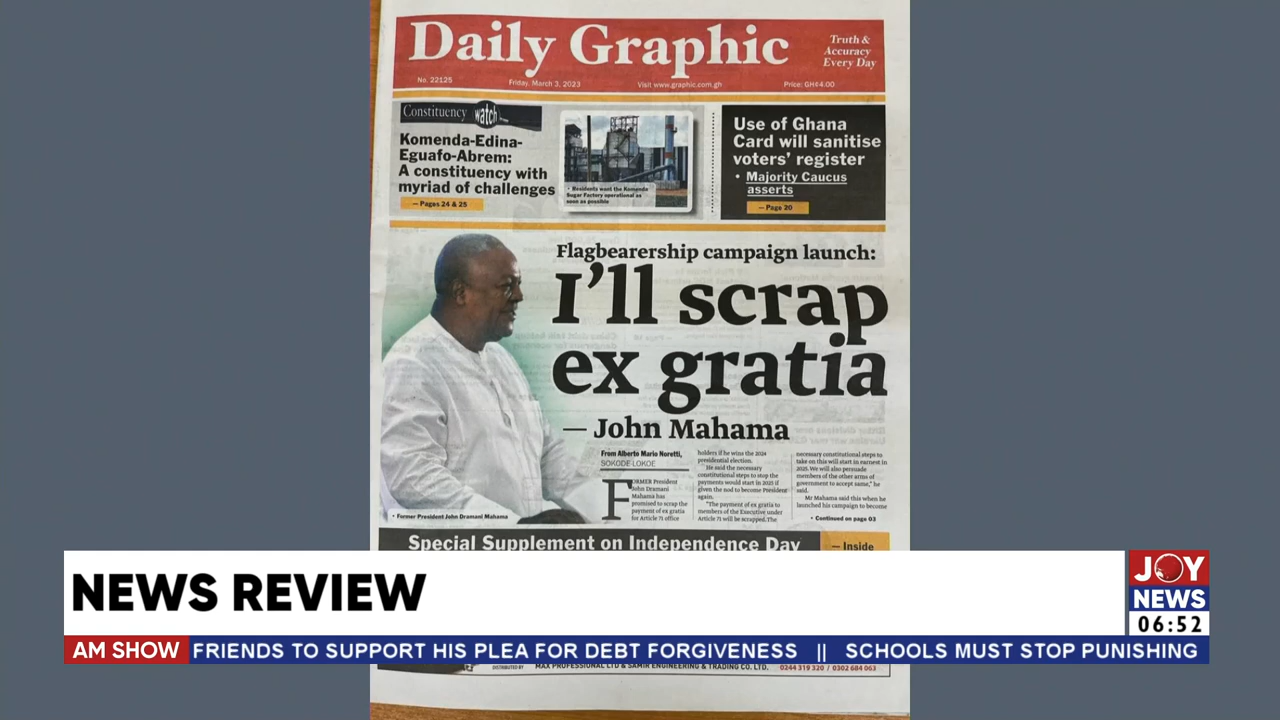 Daily Graphic
Truth &
Accuracy
Every Day
No. 22125
Friday, March 3, 2023
Visit www.graphic.com.gh
Price: GH¢4.00
Constituency watch
Komenda-Edina-
Eguafo-Abrem:
A constituency with
myriad of challenges
— Pages 24 & 25
• Residents want the Komenda
Sugar Factory operational as
soon as possible
Use of Ghana
Card will sanitise
voters' register
• Majority Caucus
asserts
— Page 20
Flagbearership campaign launch:
I'll scrap
ex gratia
— John Mahama
From Alberto Mario Noretti,
SOKODE-LOKOE
FORMER President
John Dramani
Mahama has
promised to scrap the
payment of ex gratia
for Article 71 office
holders if he wins the 2024
presidential election.
He said the necessary
constitutional steps to stop the
payments would start in 2025 if
given the nod to become President
again.
"The payment of ex gratia to
members of the Executive under
Article 71 will be scrapped. The
necessary constitutional steps to
take on this will start in earnest in
2025. We will also persuade
members of the other arms of
government to accept same," he
said.
Mr Mahama said this when he
launched his campaign to become
• Continued on page 03
• Former President John Dramani Mahama
Special Supplement on Independence Day
— Inside
NEWS REVIEW
JOY
NEWS
06:52
AM SHOW
FRIENDS TO SUPPORT HIS PLEA FOR DEBT FORGIVENESS || SCHOOLS MUST STOP PUNISHING
DISTRIBUTED BY MAX PROFESSIONAL LTD & SAMIR ENGINEERING & TRADING CO. LTD. 0244 319 320 / 0302 684 063